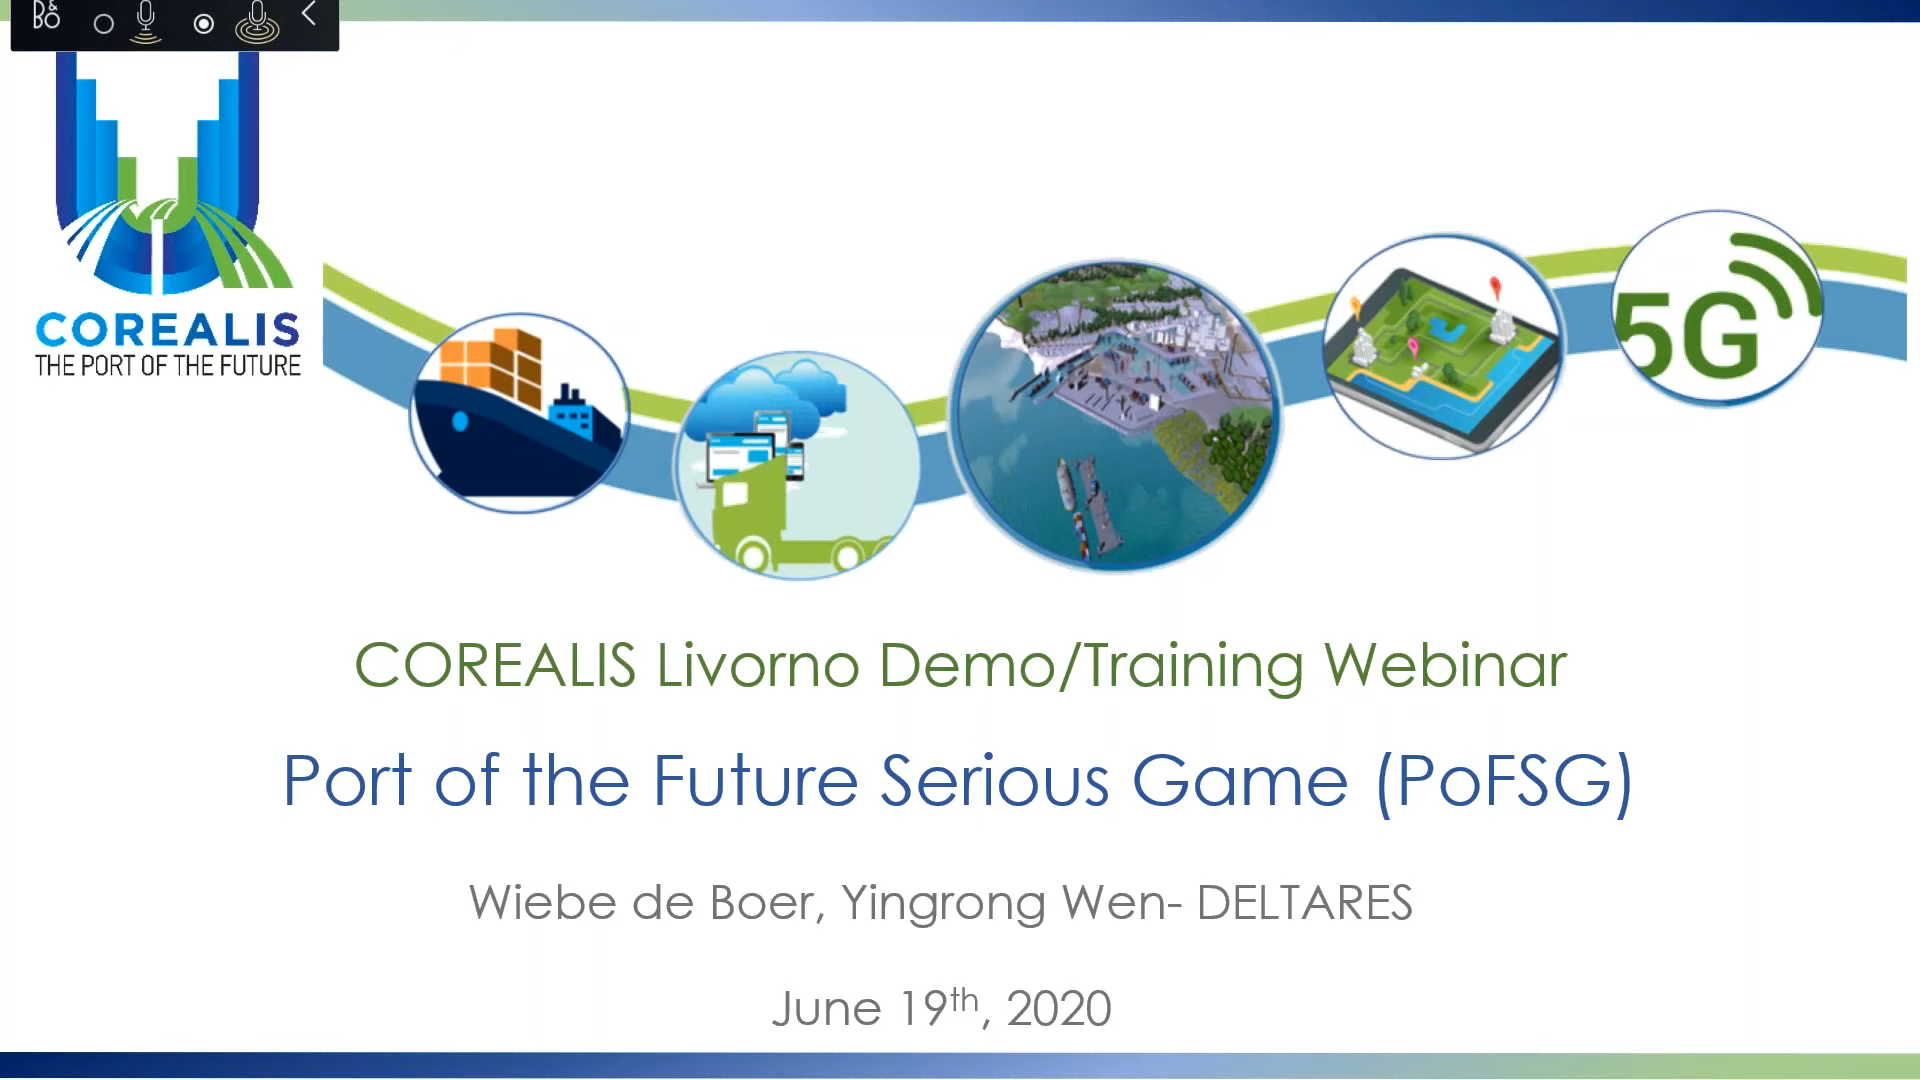 B&O
COREALIS
THE PORT OF THE FUTURE
5G
COREALIS Livorno Demo/Training Webinar
Port of the Future Serious Game (PoFSG)
Wiebe de Boer, Yingrong Wen- DELTARES
June 19th, 2020